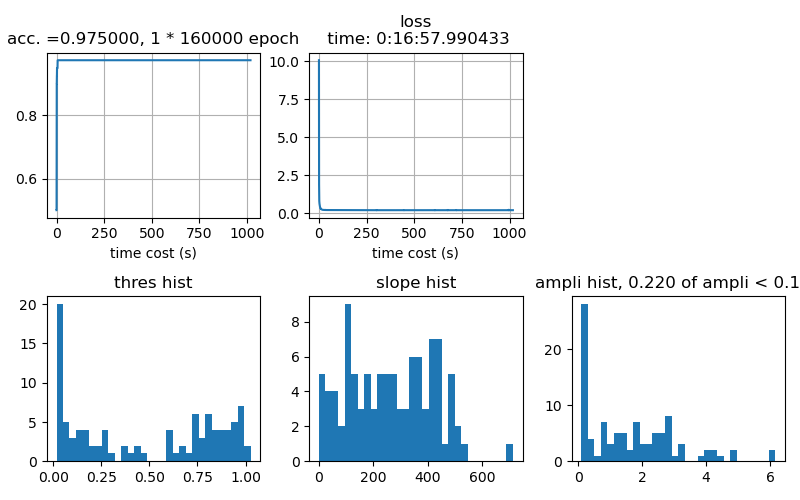 acc. =0.975000, 1 * 160000 epoch
0.8
0.6
0 250 500 750 1000
time cost (s)
loss
time: 0:16:57.990433
10.0
7.5
5.0
2.5
0.0
0 250 500 750 1000
time cost (s)
thres hist
20
15
10
5
0
0.00 0.25 0.50 0.75 1.00
slope hist
8
6
4
2
0
0 200 400 600
ampli hist, 0.220 of ampli < 0.1
20
10
0
0 2 4 6